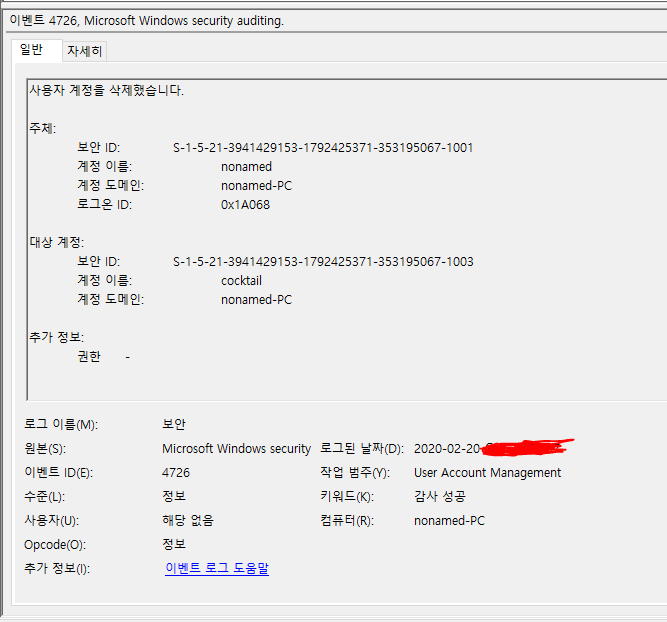 이벤트 4726, Microsoft Windows security auditing.
일반 자세히
사용자 계정을 삭제했습니다.
주체:
보안 ID: S-1-5-21-3941429153-1792425371-353195067-1001
계정 이름: nonamed
계정 도메인: nonamed-PC
로그온 ID: 0x1A068
대상 계정:
보안 ID: S-1-5-21-3941429153-1792425371-353195067-1003
계정 이름: cocktail
계정 도메인: nonamed-PC
추가 정보:
권한 -
로그 이름(M): 보안
원본(S): Microsoft Windows security 로그된 날짜(D): 2020-02-20
이벤트 ID(E): 4726 작업 범주(Y): User Account Management
수준(L): 정보 키워드(K): 감사 성공
사용자(U): 해당 없음 컴퓨터(R): nonamed-PC
Opcode(O): 정보
추가 정보(I): 이벤트 로그 도움말